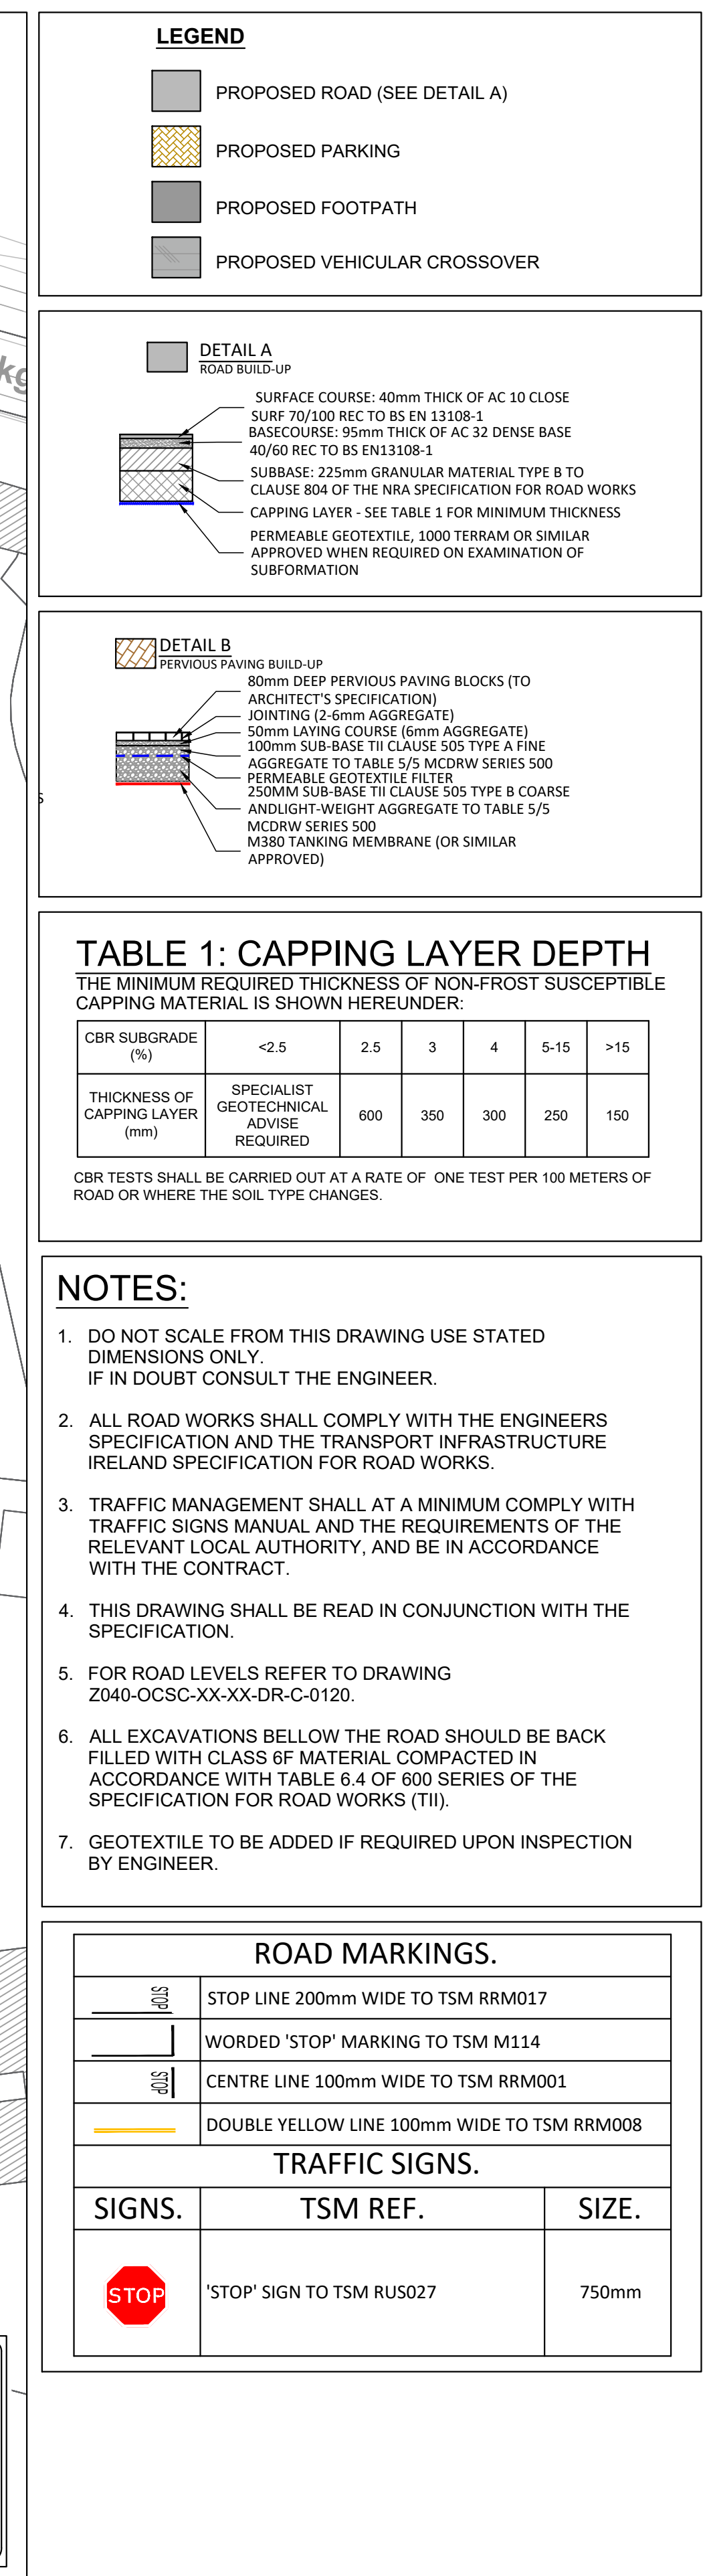 LEGEND
PROPOSED ROAD (SEE DETAIL A)
PROPOSED PARKING
PROPOSED FOOTPATH
PROPOSED VEHICULAR CROSSOVER
DETAIL A
ROAD BUILD-UP
SURFACE COURSE: 40mm THICK OF AC 10 CLOSE
SURF 70/100 REC TO BS EN 13108-1
BASECOURSE: 95mm THICK OF AC 32 DENSE BASE
40/60 REC TO BS EN13108-1
SUBBASE: 225mm GRANULAR MATERIAL TYPE B TO
CLAUSE 804 OF THE NRA SPECIFICATION FOR ROAD WORKS
CAPPING LAYER - SEE TABLE 1 FOR MINIMUM THICKNESS
PERMEABLE GEOTEXTILE, 1000 TERRAM OR SIMILAR
APPROVED WHEN REQUIRED ON EXAMINATION OF
SUBFORMATION
DETAIL B
PERVIOUS PAVING BUILD-UP
80mm DEEP PERVIOUS PAVING BLOCKS (TO
ARCHITECT'S SPECIFICATION)
JOINTING (2-6mm AGGREGATE)
50mm LAYING COURSE (6mm AGGREGATE)
100mm SUB-BASE TII CLAUSE 505 TYPE A FINE
AGGREGATE TO TABLE 5/5 MCDRW SERIES 500
PERMEABLE GEOTEXTILE FILTER
250MM SUB-BASE TII CLAUSE 505 TYPE B COARSE
ANDLIGHT-WEIGHT AGGREGATE TO TABLE 5/5
MCDRW SERIES 500
M380 TANKING MEMBRANE (OR SIMILAR
APPROVED)
TABLE 1: CAPPING LAYER DEPTH
THE MINIMUM REQUIRED THICKNESS OF NON-FROST SUSCEPTIBLE
CAPPING MATERIAL IS SHOWN HEREUNDER:
CBR SUBGRADE (%) <2.5 2.5 3 4 5-15 >15
THICKNESS OF CAPPING LAYER (mm) SPECIALIST GEOTECHNICAL ADVISE REQUIRED 600 350 300 250 150
CBR TESTS SHALL BE CARRIED OUT AT A RATE OF ONE TEST PER 100 METERS OF
ROAD OR WHERE THE SOIL TYPE CHANGES.
NOTES:
1. DO NOT SCALE FROM THIS DRAWING USE STATED
DIMENSIONS ONLY.
IF IN DOUBT CONSULT THE ENGINEER.
2. ALL ROAD WORKS SHALL COMPLY WITH THE ENGINEERS
SPECIFICATION AND THE TRANSPORT INFRASTRUCTURE
IRELAND SPECIFICATION FOR ROAD WORKS.
3. TRAFFIC MANAGEMENT SHALL AT A MINIMUM COMPLY WITH
TRAFFIC SIGNS MANUAL AND THE REQUIREMENTS OF THE
RELEVANT LOCAL AUTHORITY, AND BE IN ACCORDANCE
WITH THE CONTRACT.
4. THIS DRAWING SHALL BE READ IN CONJUNCTION WITH THE
SPECIFICATION.
5. FOR ROAD LEVELS REFER TO DRAWING
Z040-OCSC-XX-XX-DR-C-0120.
6. ALL EXCAVATIONS BELLOW THE ROAD SHOULD BE BACK
FILLED WITH CLASS 6F MATERIAL COMPACTED IN
ACCORDANCE WITH TABLE 6.4 OF 600 SERIES OF THE
SPECIFICATION FOR ROAD WORKS (TII).
7. GEOTEXTILE TO BE ADDED IF REQUIRED UPON INSPECTION
BY ENGINEER.
ROAD MARKINGS.
STOP STOP LINE 200mm WIDE TO TSM RRM017
WORDED 'STOP' MARKING TO TSM M114
STOP CENTRE LINE 100mm WIDE TO TSM RRM001
DOUBLE YELLOW LINE 100mm WIDE TO TSM RRM008
TRAFFIC SIGNS.
SIGNS. TSM REF. SIZE.
STOP 'STOP' SIGN TO TSM RUS027 750mm